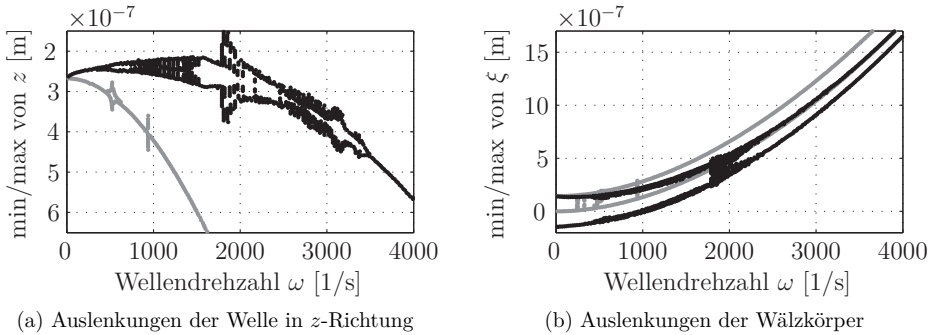 ×10⁻⁷
min/max von z [m]
2
3
4
5
6
0 1000 2000 3000 4000
Wellendrehzahl ω [1/s]
(a) Auslenkungen der Welle in z-Richtung
×10⁻⁷
min/max von ξ [m]
15
10
5
0
0 1000 2000 3000 4000
Wellendrehzahl ω [1/s]
(b) Auslenkungen der Wälzkörper